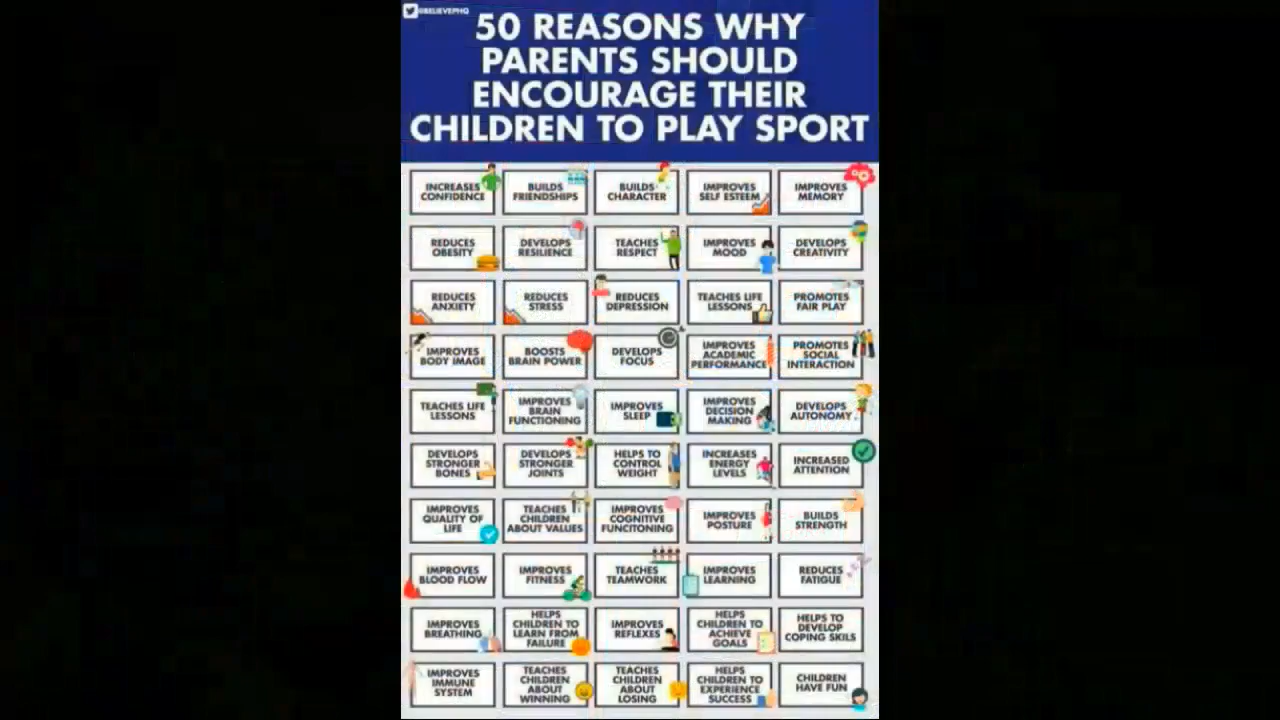 @BELIEVEPHQ
50 REASONS WHY
PARENTS SHOULD
ENCOURAGE THEIR
CHILDREN TO PLAY SPORT
INCREASES
CONFIDENCE
BUILDS
FRIENDSHIPS
BUILDS
CHARACTER
IMPROVES
SELF ESTEEM
IMPROVES
MEMORY
REDUCES
OBESITY
DEVELOPS
RESILIENCE
TEACHES
RESPECT
IMPROVES
MOOD
DEVELOPS
CREATIVITY
REDUCES
ANXIETY
REDUCES
STRESS
REDUCES
DEPRESSION
TEACHES LIFE
LESSONS
PROMOTES
FAIR PLAY
IMPROVES
BODY IMAGE
BOOSTS
BRAIN POWER
DEVELOPS
FOCUS
IMPROVES
ACADEMIC
PERFORMANCE
PROMOTES
SOCIAL
INTERACTION
TEACHES LIFE
LESSONS
IMPROVES
BRAIN
FUNCTIONING
IMPROVES
SLEEP
IMPROVES
DECISION
MAKING
DEVELOPS
AUTONOMY
DEVELOPS
STRONGER
BONES
DEVELOPS
STRONGER
JOINTS
HELPS TO
CONTROL
WEIGHT
INCREASES
ENERGY
LEVELS
INCREASED
ATTENTION
IMPROVES
QUALITY OF
LIFE
TEACHES
CHILDREN
ABOUT VALUES
IMPROVES
COGNITIVE
FUNCITONING
IMPROVES
POSTURE
BUILDS
STRENGTH
IMPROVES
BLOOD FLOW
IMPROVES
FITNESS
TEACHES
TEAMWORK
IMPROVES
LEARNING
REDUCES
FATIGUE
IMPROVES
BREATHING
HELPS
CHILDREN TO
LEARN FROM
FAILURE
IMPROVES
REFLEXES
HELPS
CHILDREN TO
ACHIEVE
GOALS
HELPS TO
DEVELOP
COPING SKILS
IMPROVES
IMMUNE
SYSTEM
TEACHES
CHILDREN
ABOUT
WINNING
TEACHES
CHILDREN
ABOUT
LOSING
HELPS
CHILDREN TO
EXPERIENCE
SUCCESS
CHILDREN
HAVE FUN